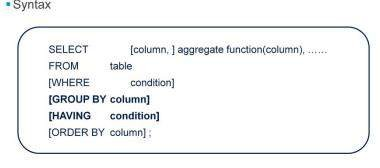 ▪ Syntax
SELECT [column, ] aggregate function(column), ……
FROM table
[WHERE condition]
[GROUP BY column]
[HAVING condition]
[ORDER BY column] ;